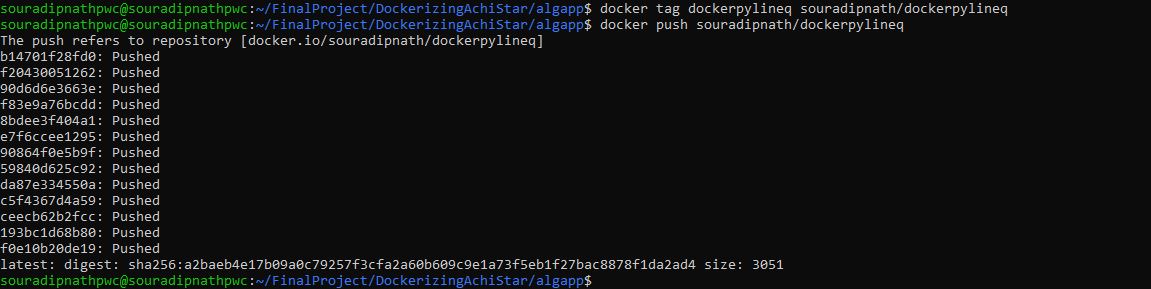 souradipnathpwc@souradipnathpwc:~/FinalProject/DockerizingAchiStar/algapp$ docker tag dockerpylineq souradipnath/dockerpylineq
souradipnathpwc@souradipnathpwc:~/FinalProject/DockerizingAchiStar/algapp$ docker push souradipnath/dockerpylineq
The push refers to repository [docker.io/souradipnath/dockerpylineq]
b14701f28fd0: Pushed
f20430051262: Pushed
90d6d6e3663e: Pushed
f83e9a76bcdd: Pushed
8bdee3f404a1: Pushed
e7f6ccee1295: Pushed
90864f0e5b9f: Pushed
59840d625c92: Pushed
da87e334550a: Pushed
c5f4367d4a59: Pushed
ceecb62b2fcc: Pushed
193bc1d68b80: Pushed
f0e10b20de19: Pushed
latest: digest: sha256:a2baeb4e17b09a0c79257f3cfa2a60b609c9e1a73f5eb1f27bac8878f1da2ad4 size: 3051
souradipnathpwc@souradipnathpwc:~/FinalProject/DockerizingAchiStar/algapp$